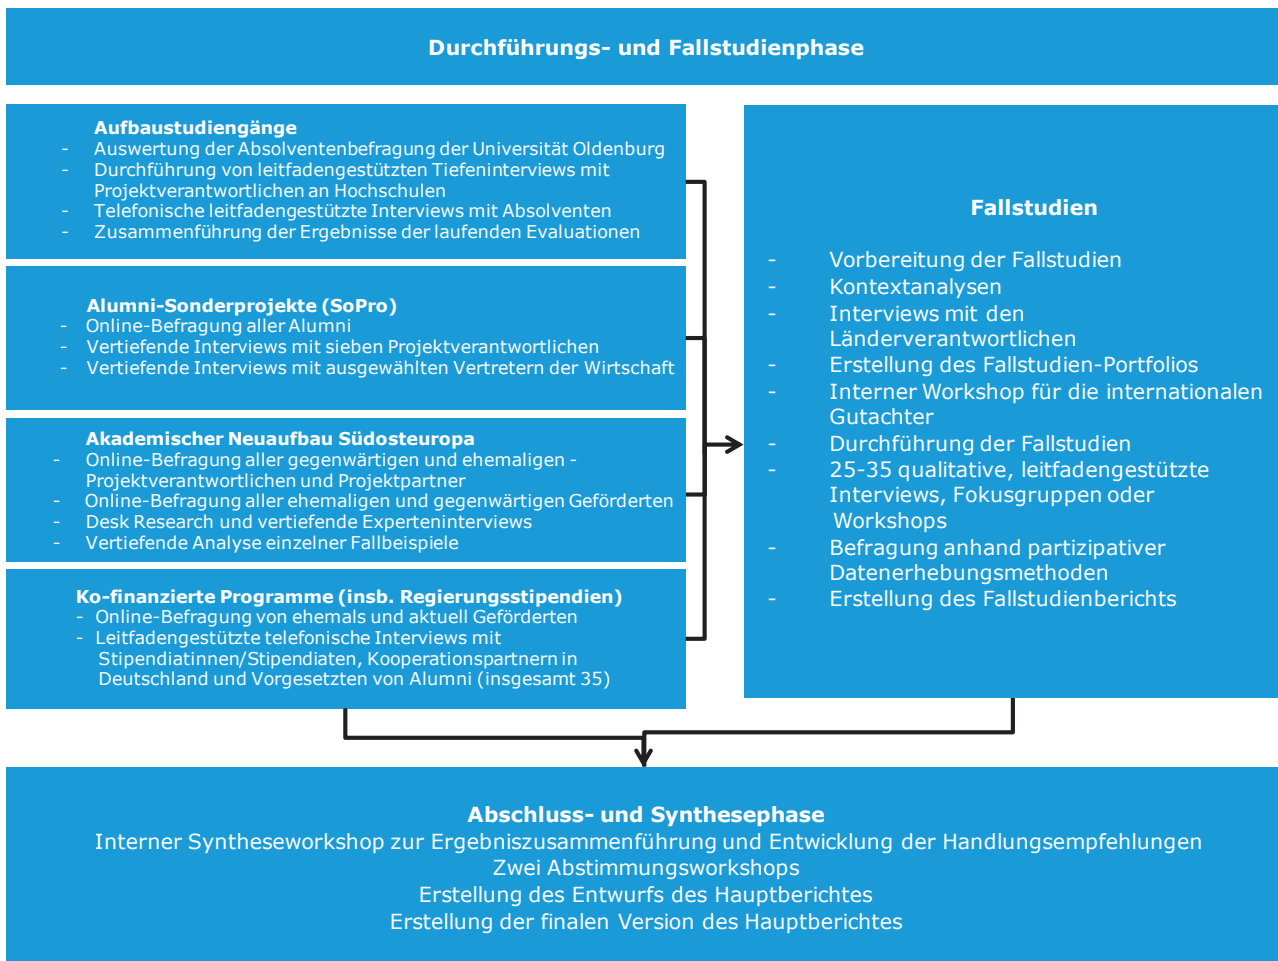 Durchführungs- und Fallstudienphase
Aufbaustudiengänge
- Auswertung der Absolventenbefragung der Universität Oldenburg
- Durchführung von leitfadengestützten Tiefeninterviews mit
Projektverantwortlichen an Hochschulen
- Telefonische leitfadengestützte Interviews mit Absolventen
- Zusammenführung der Ergebnisse der laufenden Evaluationen
Alumni-Sonderprojekte (SoPro)
- Online-Befragung aller Alumni
- Vertiefende Interviews mit sieben Projektverantwortlichen
- Vertiefende Interviews mit ausgewählten Vertretern der Wirtschaft
Akademischer Neuaufbau Südosteuropa
- Online-Befragung aller gegenwärtigen und ehemaligen -
Projektverantwortlichen und Projektpartner
- Online-Befragung aller ehemaligen und gegenwärtigen Geförderten
- Desk Research und vertiefende Experteninterviews
- Vertiefende Analyse einzelner Fallbeispiele
Ko-finanzierte Programme (insb. Regierungsstipendien)
- Online-Befragung von ehemals und aktuell Geförderten
- Leitfadengestützte telefonische Interviews mit
Stipendiatinnen/Stipendiaten, Kooperationspartnern in
Deutschland und Vorgesetzten von Alumni (insgesamt 35)
Fallstudien
- Vorbereitung der Fallstudien
- Kontextanalysen
- Interviews mit den
Länderverantwortlichen
- Erstellung des Fallstudien-Portfolios
- Interner Workshop für die internationalen
Gutachter
- Durchführung der Fallstudien
- 25-35 qualitative, leitfadengestützte
Interviews, Fokusgruppen oder
Workshops
- Befragung anhand partizipativer
Datenerhebungsmethoden
- Erstellung des Fallstudienberichts
Abschluss- und Synthesephase
Interner Syntheseworkshop zur Ergebniszusammenführung und Entwicklung der Handlungsempfehlungen
Zwei Abstimmungsworkshops
Erstellung des Entwurfs des Hauptberichtes
Erstellung der finalen Version des Hauptberichtes